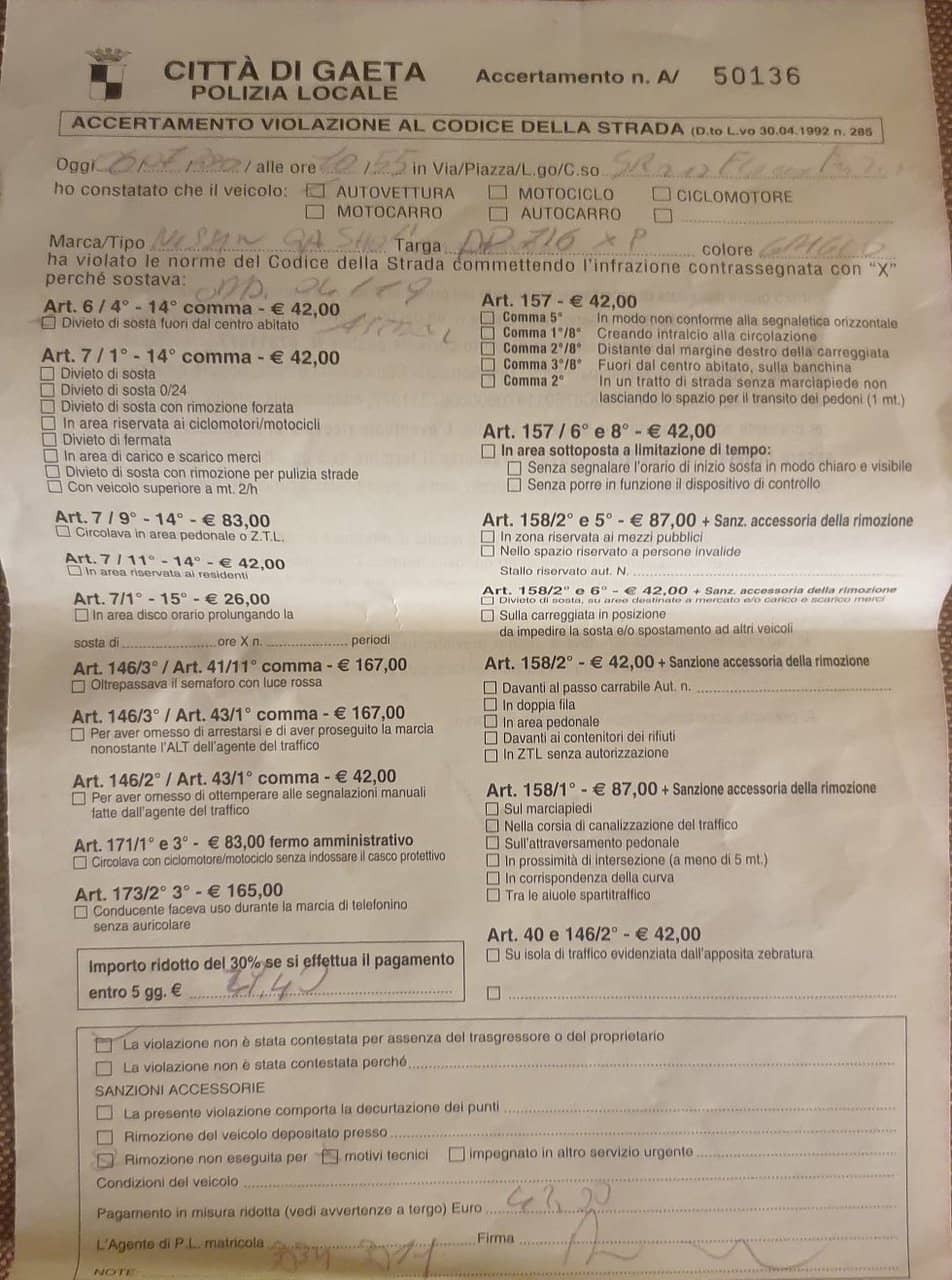 CITTÀ DI GAETA
POLIZIA LOCALE
Accertamento n. A/ 50136
ACCERTAMENTO VIOLAZIONE AL CODICE DELLA STRADA (D.to L.vo 30.04.1992 n. 285
Oggi / / / alle ore / 55 in Via/Piazza/L.go/C.so
ho constatato che il veicolo: AUTOVETTURA MOTOCICLO CICLOMOTORE
MOTOCARRO AUTOCARRO
Marca/Tipo Targa DP 716 XP colore
ha violato le norme del Codice della Strada commettendo l'infrazione contrassegnata con "X"
perché sostava:
Art. 6 / 4° - 14° comma - € 42,00
Divieto di sosta fuori dal centro abitato
Art. 7 / 1° - 14° comma - € 42,00
Divieto di sosta
Divieto di sosta 0/24
Divieto di sosta con rimozione forzata
In area riservata ai ciclomotori/motocicli
Divieto di fermata
In area di carico e scarico merci
Divieto di sosta con rimozione per pulizia strade
Con veicolo superiore a mt. 2/h
Art. 7 / 9° - 14° - € 83,00
Circolava in area pedonale o Z.T.L.
Art. 7 / 11° - 14° - € 42,00
In area riservata ai residenti
Art. 7/1° - 15° - € 26,00
In area disco orario prolungando la
sosta di ore X n. periodi
Art. 146/3° / Art. 41/11° comma - € 167,00
Oltrepassava il semaforo con luce rossa
Art. 146/3° / Art. 43/1° comma - € 167,00
Per aver omesso di arrestarsi e di aver proseguito la marcia
nonostante l'ALT dell'agente del traffico
Art. 146/2° / Art. 43/1° comma - € 42,00
Per aver omesso di ottemperare alle segnalazioni manuali
fatte dall'agente del traffico
Art. 171/1° e 3° - € 83,00 fermo amministrativo
Circolava con ciclomotore/motociclo senza indossare il casco protettivo
Art. 173/2° 3° - € 165,00
Conducente faceva uso durante la marcia di telefonino
senza auricolare
Importo ridotto del 30% se si effettua il pagamento
entro 5 gg. €
Art. 157 - € 42,00
Comma 5° In modo non conforme alla segnaletica orizzontale
Comma 1°/8° Creando intralcio alla circolazione
Comma 2°/8° Distante dal margine destro della carreggiata
Comma 3°/8° Fuori dal centro abitato, sulla banchina
Comma 2° In un tratto di strada senza marciapiede non
lasciando lo spazio per il transito dei pedoni (1 mt.)
Art. 157 / 6° e 8° - € 42,00
In area sottoposta a limitazione di tempo:
Senza segnalare l'orario di inizio sosta in modo chiaro e visibile
Senza porre in funzione il dispositivo di controllo
Art. 158/2° e 5° - € 87,00 + Sanz. accessoria della rimozione
In zona riservata ai mezzi pubblici
Nello spazio riservato a persone invalide
Stallo riservato aut. N.
Art. 158/2° e 6° - € 42,00 + Sanz. accessoria della rimozione
Divieto di sosta, su aree destinate a mercato e/o carico e scarico merci
Sulla carreggiata in posizione
da impedire la sosta e/o spostamento ad altri veicoli
Art. 158/2° - € 42,00 + Sanzione accessoria della rimozione
Davanti al passo carrabile Aut. n.
In doppia fila
In area pedonale
Davanti ai contenitori dei rifiuti
In ZTL senza autorizzazione
Art. 158/1° - € 87,00 + Sanzione accessoria della rimozione
Sul marciapiedi
Nella corsia di canalizzazione del traffico
Sull'attraversamento pedonale
In prossimità di intersezione (a meno di 5 mt.)
In corrispondenza della curva
Tra le aiuole spartitraffico
Art. 40 e 146/2° - € 42,00
Su isola di traffico evidenziata dall'apposita zebratura
La violazione non è stata contestata per assenza del trasgressore o del proprietario
La violazione non è stata contestata perché
SANZIONI ACCESSORIE
La presente violazione comporta la decurtazione dei punti
Rimozione del veicolo depositato presso
Rimozione non eseguita per motivi tecnici impegnato in altro servizio urgente
Condizioni del veicolo
Pagamento in misura ridotta (vedi avvertenze a tergo) Euro
L'Agente di P.L. matricola Firma
NOTE: